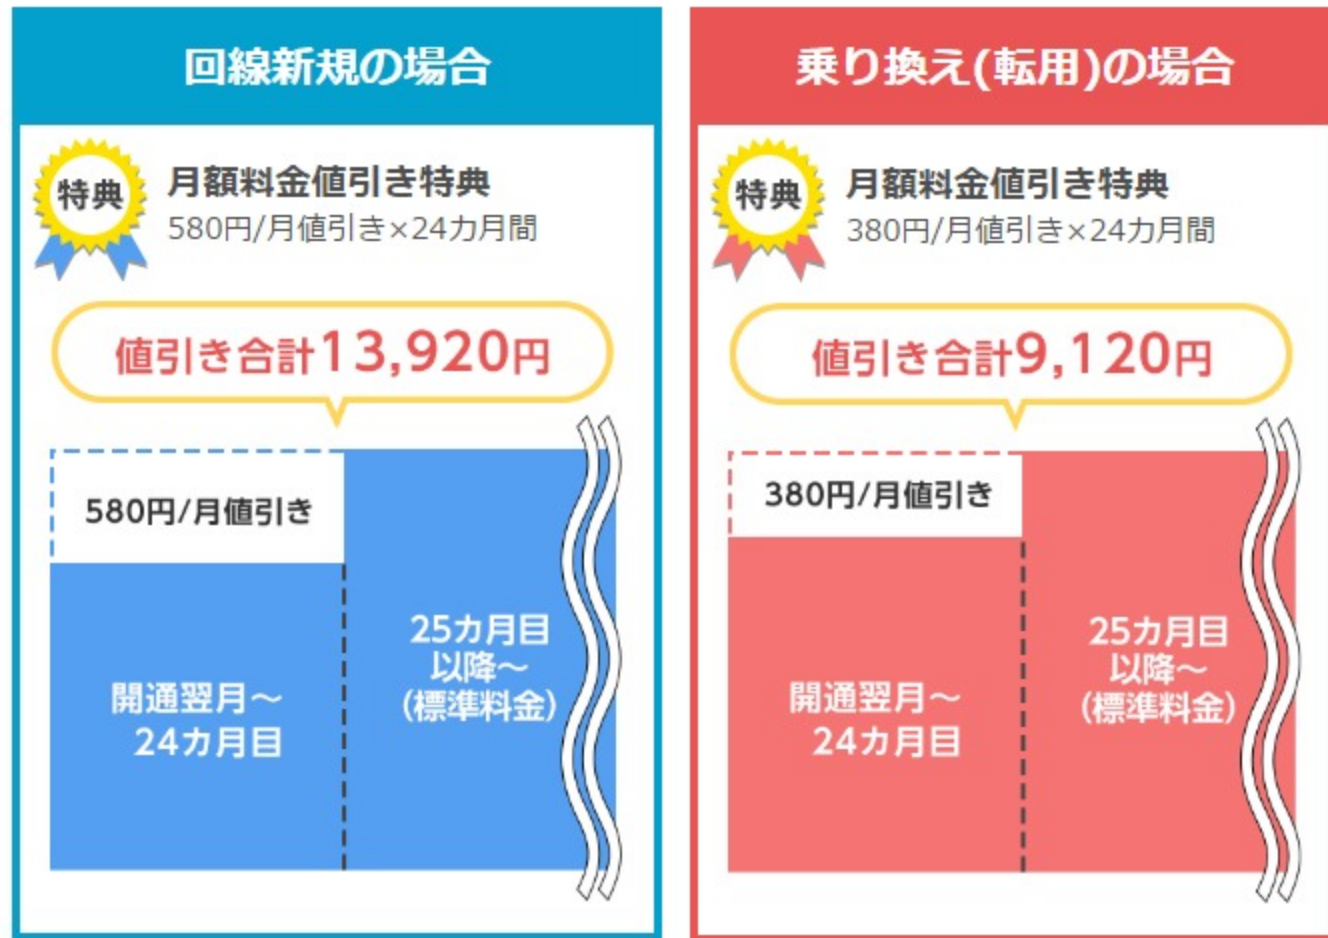 回線新規の場合
特典
月額料金値引き特典
580円/月値引き×24カ月間
値引き合計13,920円
580円/月値引き
開通翌月～
24カ月目
25カ月目
以降～
(標準料金)
乗り換え(転用)の場合
特典
月額料金値引き特典
380円/月値引き×24カ月間
値引き合計9,120円
380円/月値引き
開通翌月～
24カ月目
25カ月目
以降～
(標準料金)